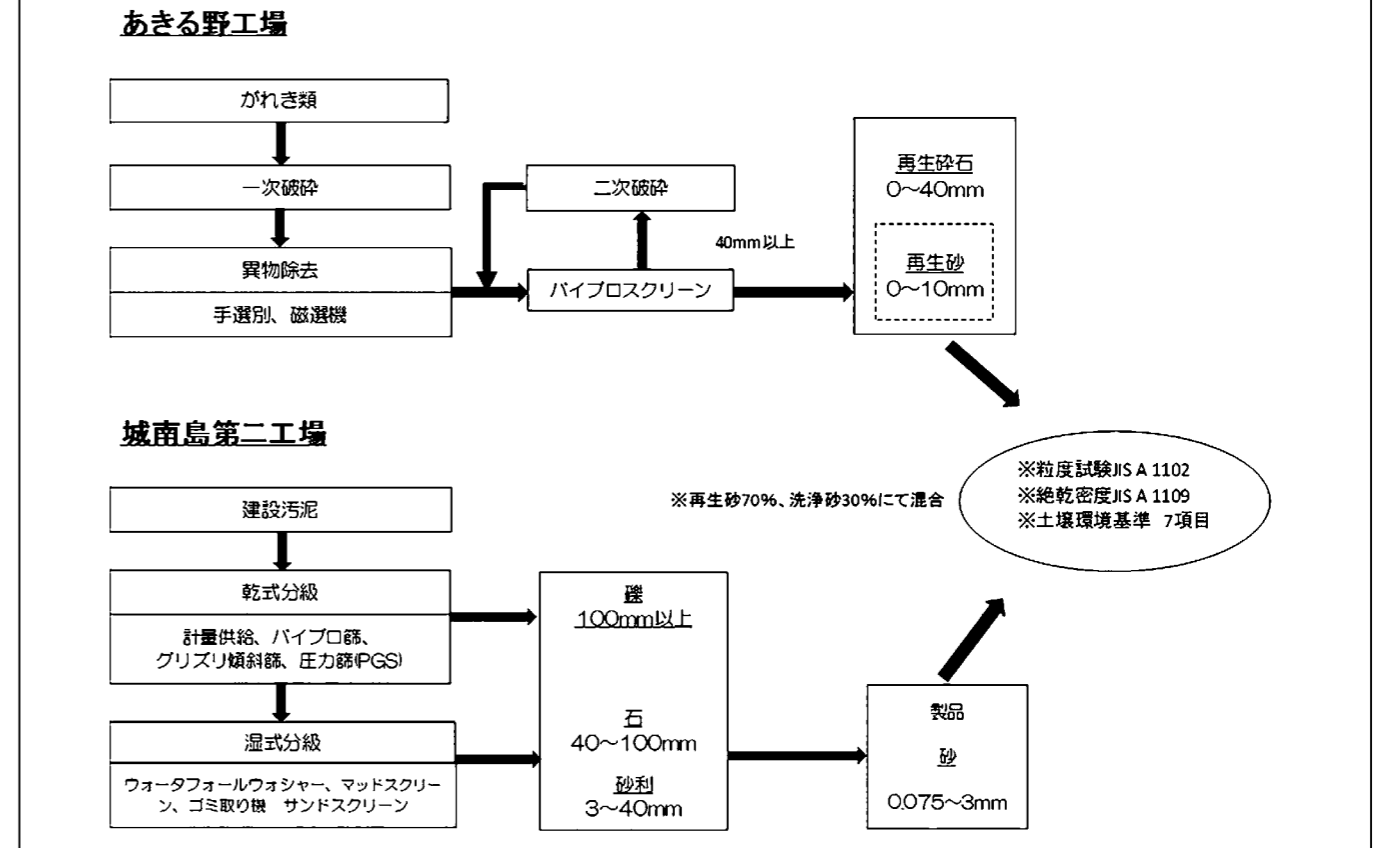 あきる野工場
がれき類
一次破砕
異物除去
手選別、磁選機
二次破砕
40mm以上
バイブロスクリーン
再生砕石
0～40mm
再生砂
0～10mm
城南島第二工場
建設汚泥
乾式分級
計量供給、バイブロ篩、
グリズリ傾斜篩、圧力篩(PGS)
湿式分級
ウォータフォールウォシャー、マッドスクリー
ン、ゴミ取り機　サンドスクリーン
礫
100mm以上
石
40～100mm
砂利
3～40mm
製品
砂
0.075～3mm
※再生砂70%、洗浄砂30%にて混合
※粒度試験JIS A 1102
※絶乾密度JIS A 1109
※土壌環境基準　7項目